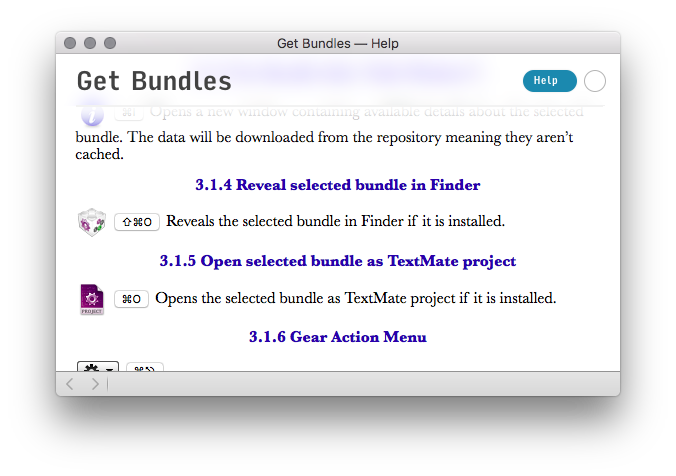 Get Bundles — Help
Get Bundles
Help
⌘I Opens a new window containing available details about the selected
bundle. The data will be downloaded from the repository meaning they aren’t
cached.
3.1.4 Reveal selected bundle in Finder
⇧⌘O Reveals the selected bundle in Finder if it is installed.
3.1.5 Open selected bundle as TextMate project
PROJECT
⌘O Opens the selected bundle as TextMate project if it is installed.
3.1.6 Gear Action Menu